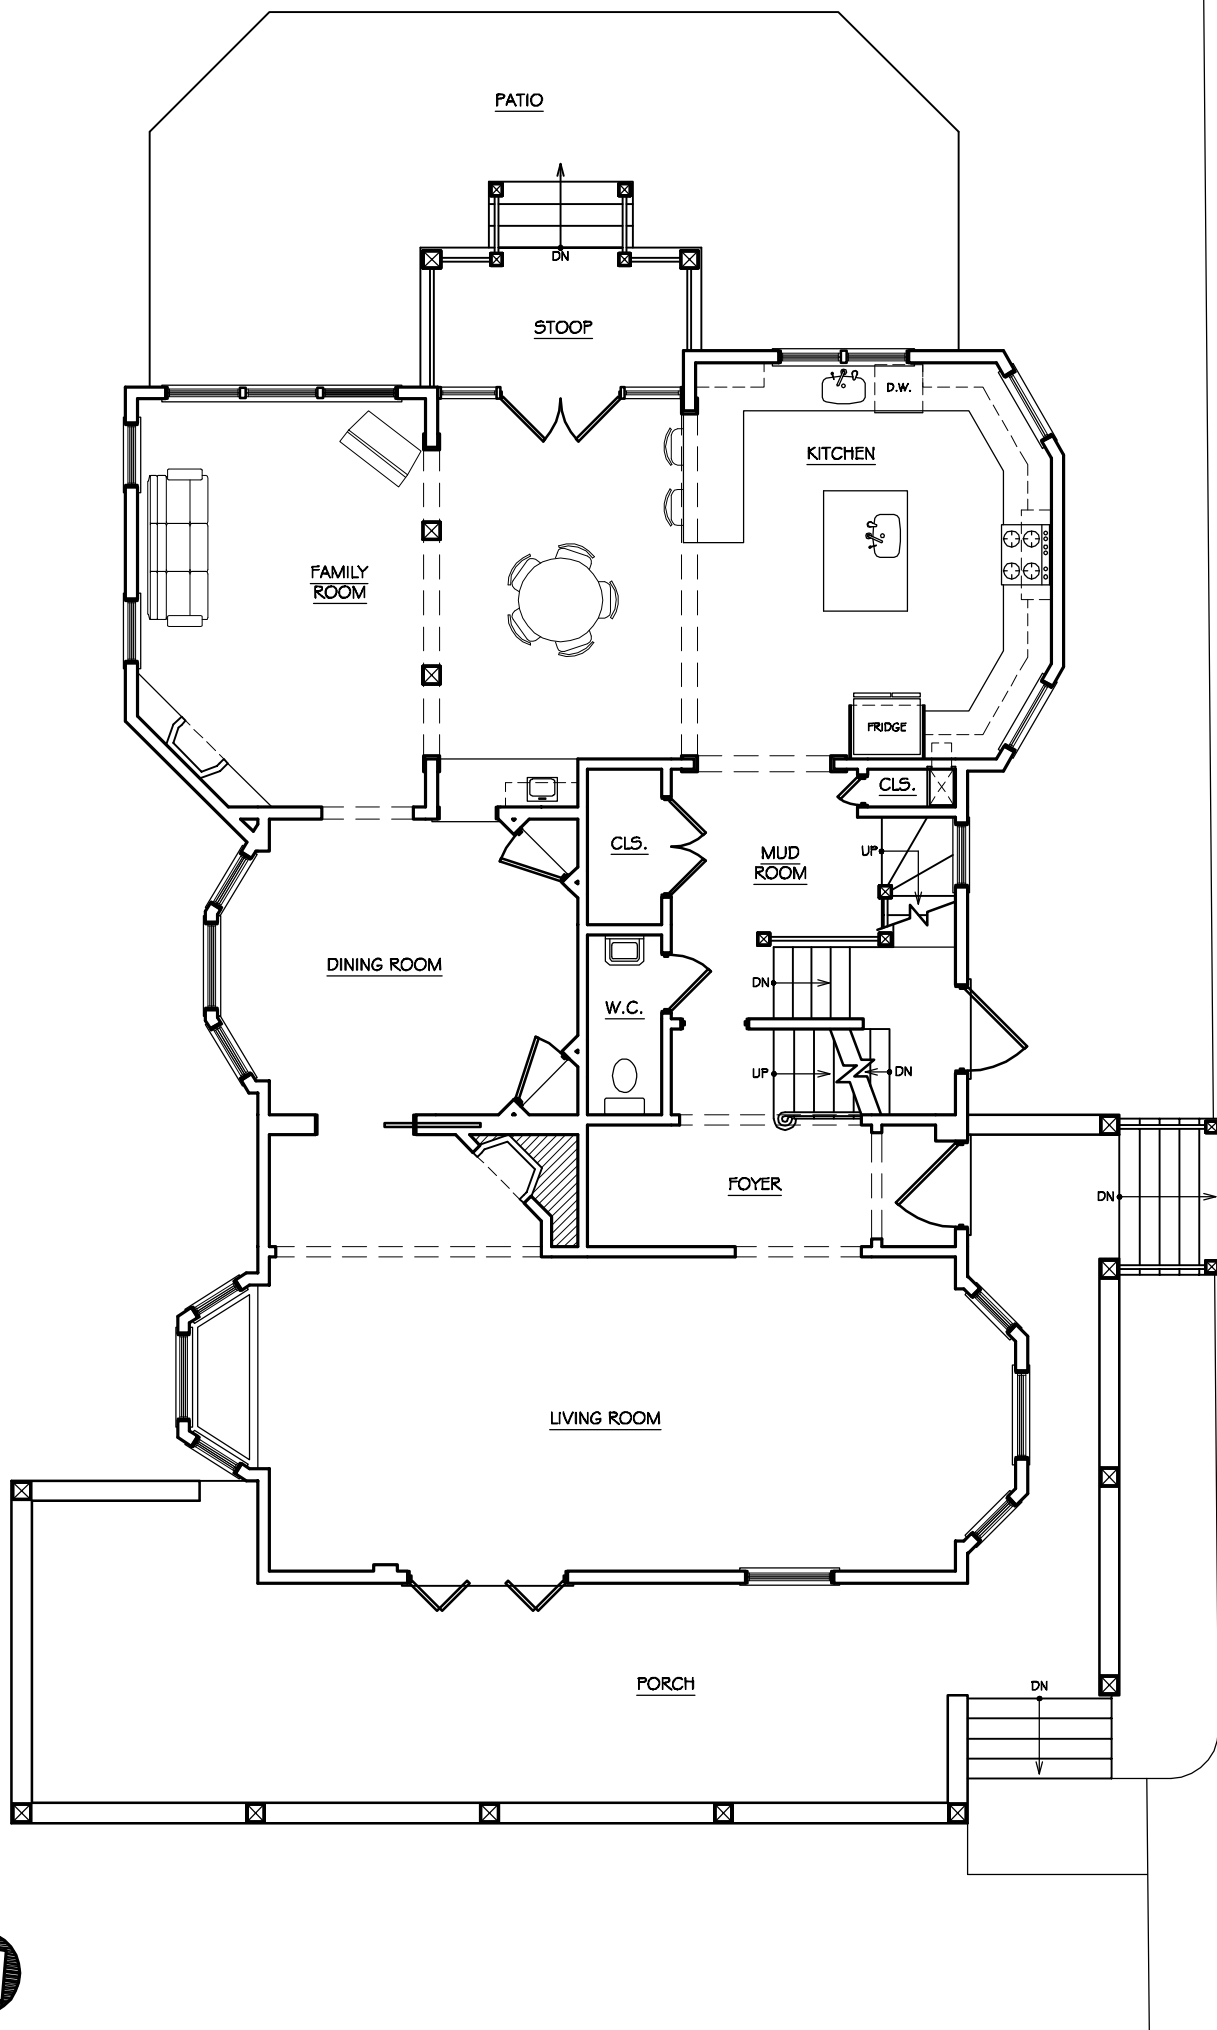 PATIO
DN
STOOP
D.W.
KITCHEN
FAMILY
ROOM
FRIDGE
CLS.
CLS.
MUD
ROOM
UP
DINING ROOM
DN
W.C.
UP
DN
FOYER
DN
LIVING ROOM
PORCH
DN